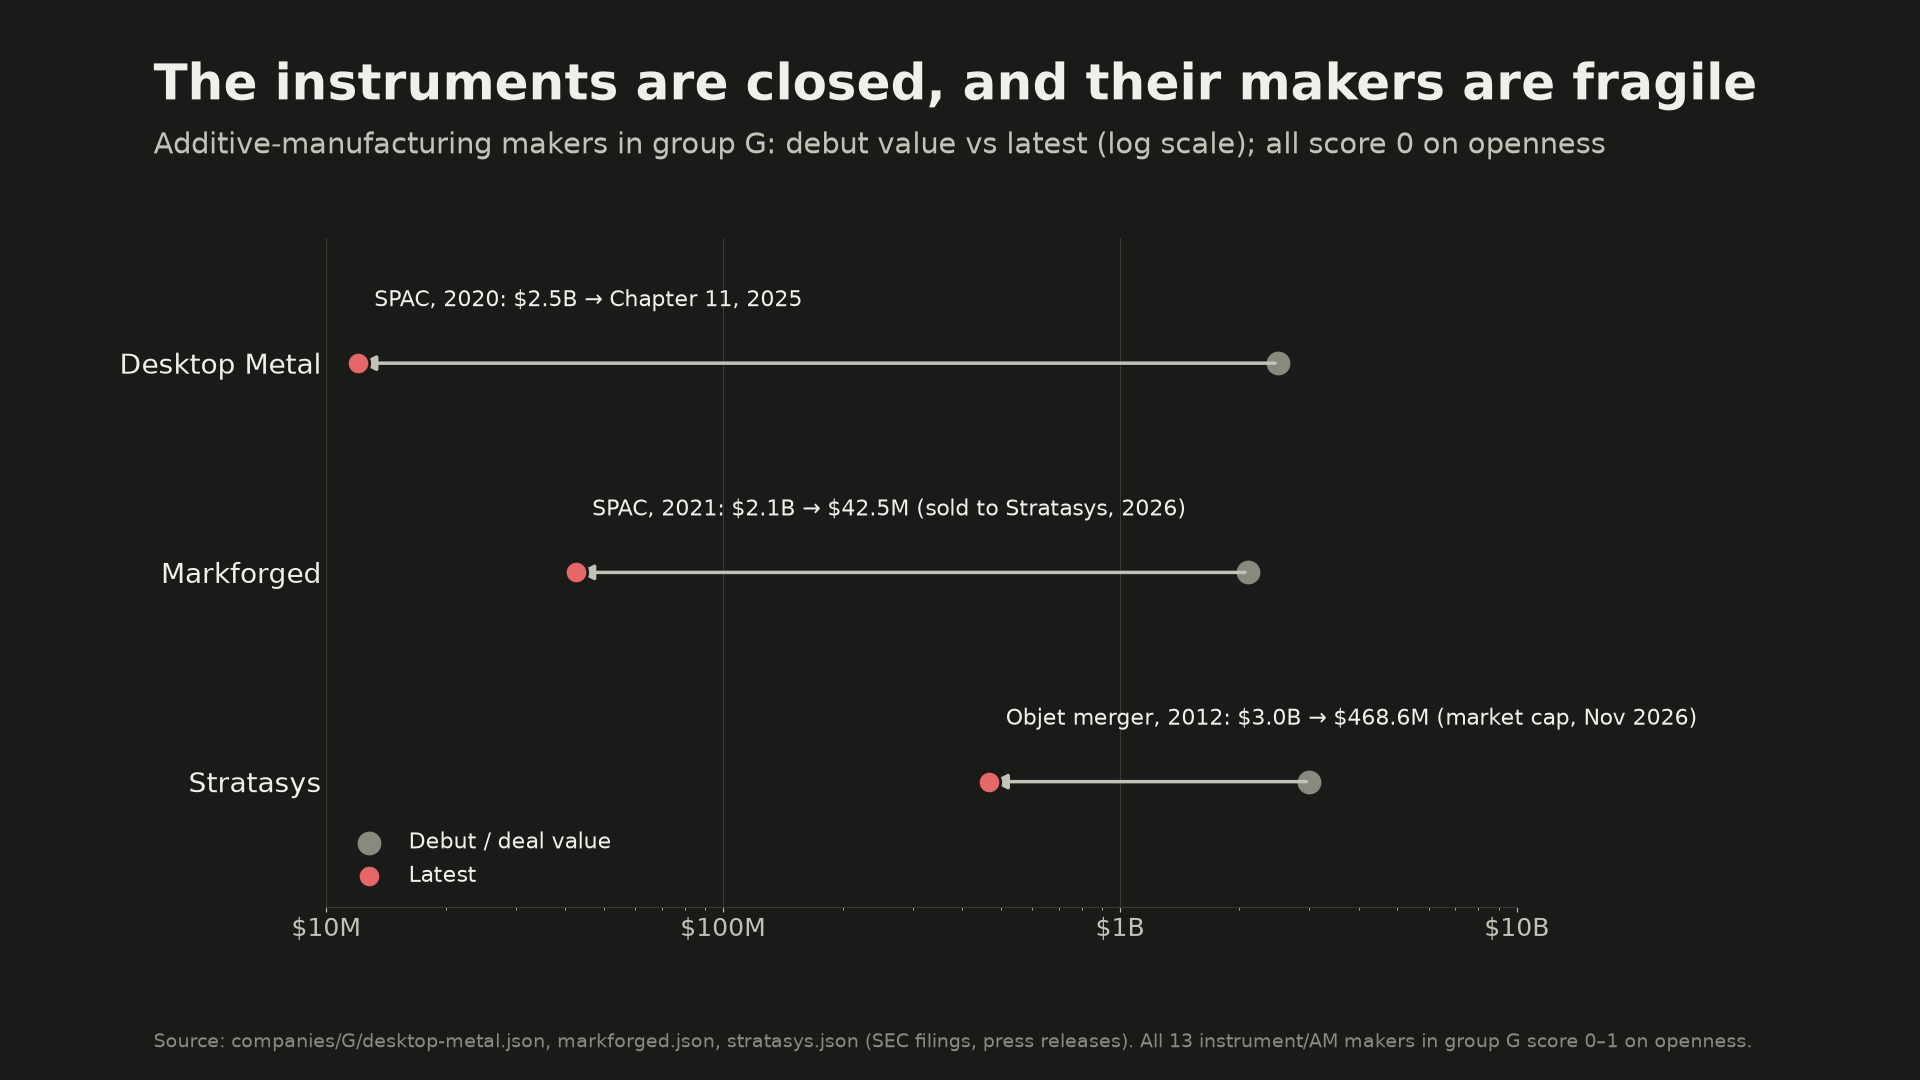 The instruments are closed, and their makers are fragile
Additive-manufacturing makers in group G: debut value vs latest (log scale); all score 0 on openness
SPAC, 2020: $2.5B → Chapter 11, 2025
Desktop Metal
SPAC, 2021: $2.1B → $42.5M (sold to Stratasys, 2026)
Markforged
Objet merger, 2012: $3.0B → $468.6M (market cap, Nov 2026)
Stratasys
Debut / deal value
Latest
$10M $100M $1B $10B
Source: companies/G/desktop-metal.json, markforged.json, stratasys.json (SEC filings, press releases). All 13 instrument/AM makers in group G score 0–1 on openness.